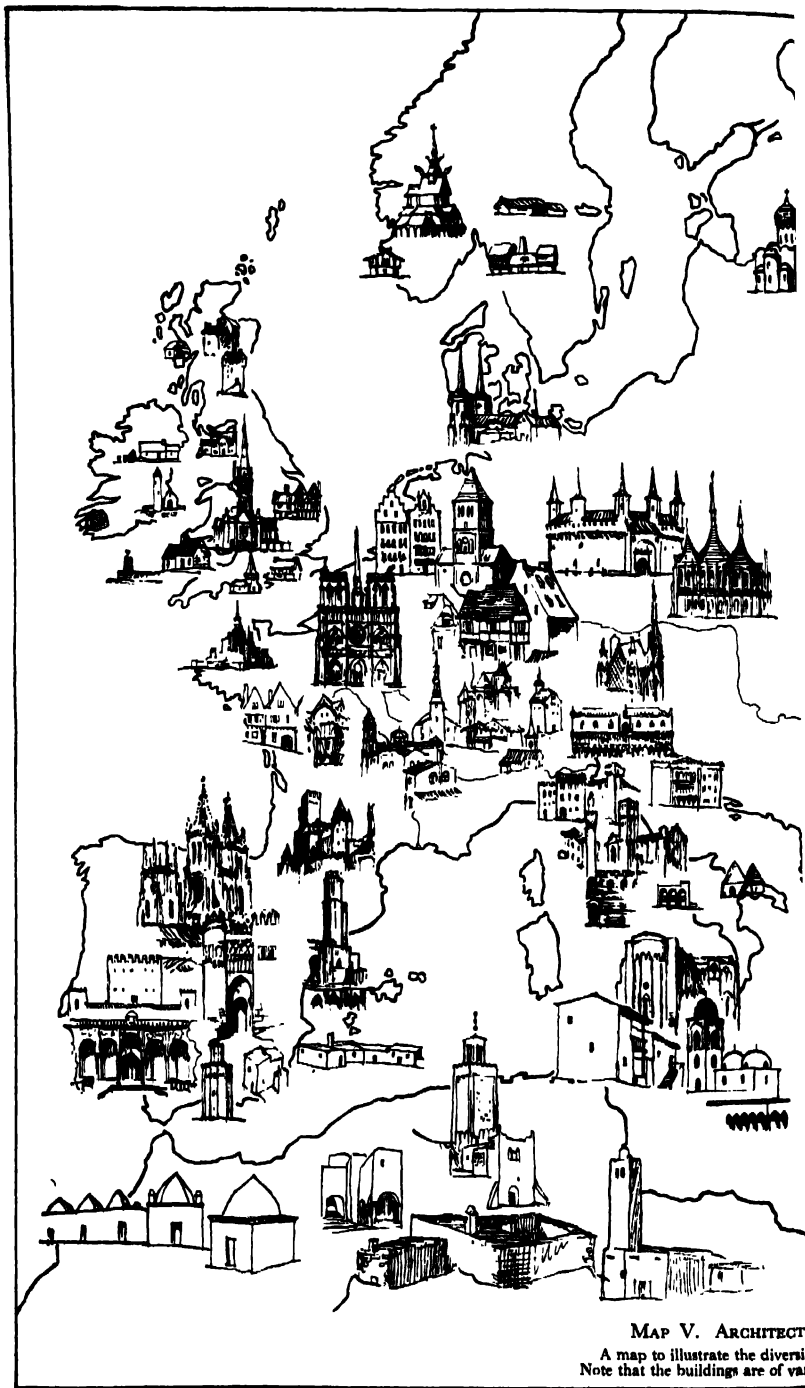 MAP V. ARCHITECT
A map to illustrate the diversi
Note that the buildings are of va